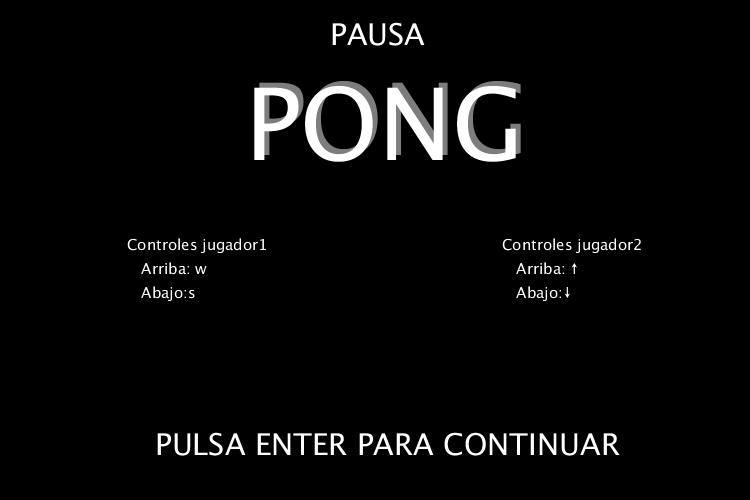 PAUSA
PONG
Controles jugador1
Arriba: w
Abajo:s
Controles jugador2
Arriba: ↑
Abajo:↓
PULSA ENTER PARA CONTINUAR